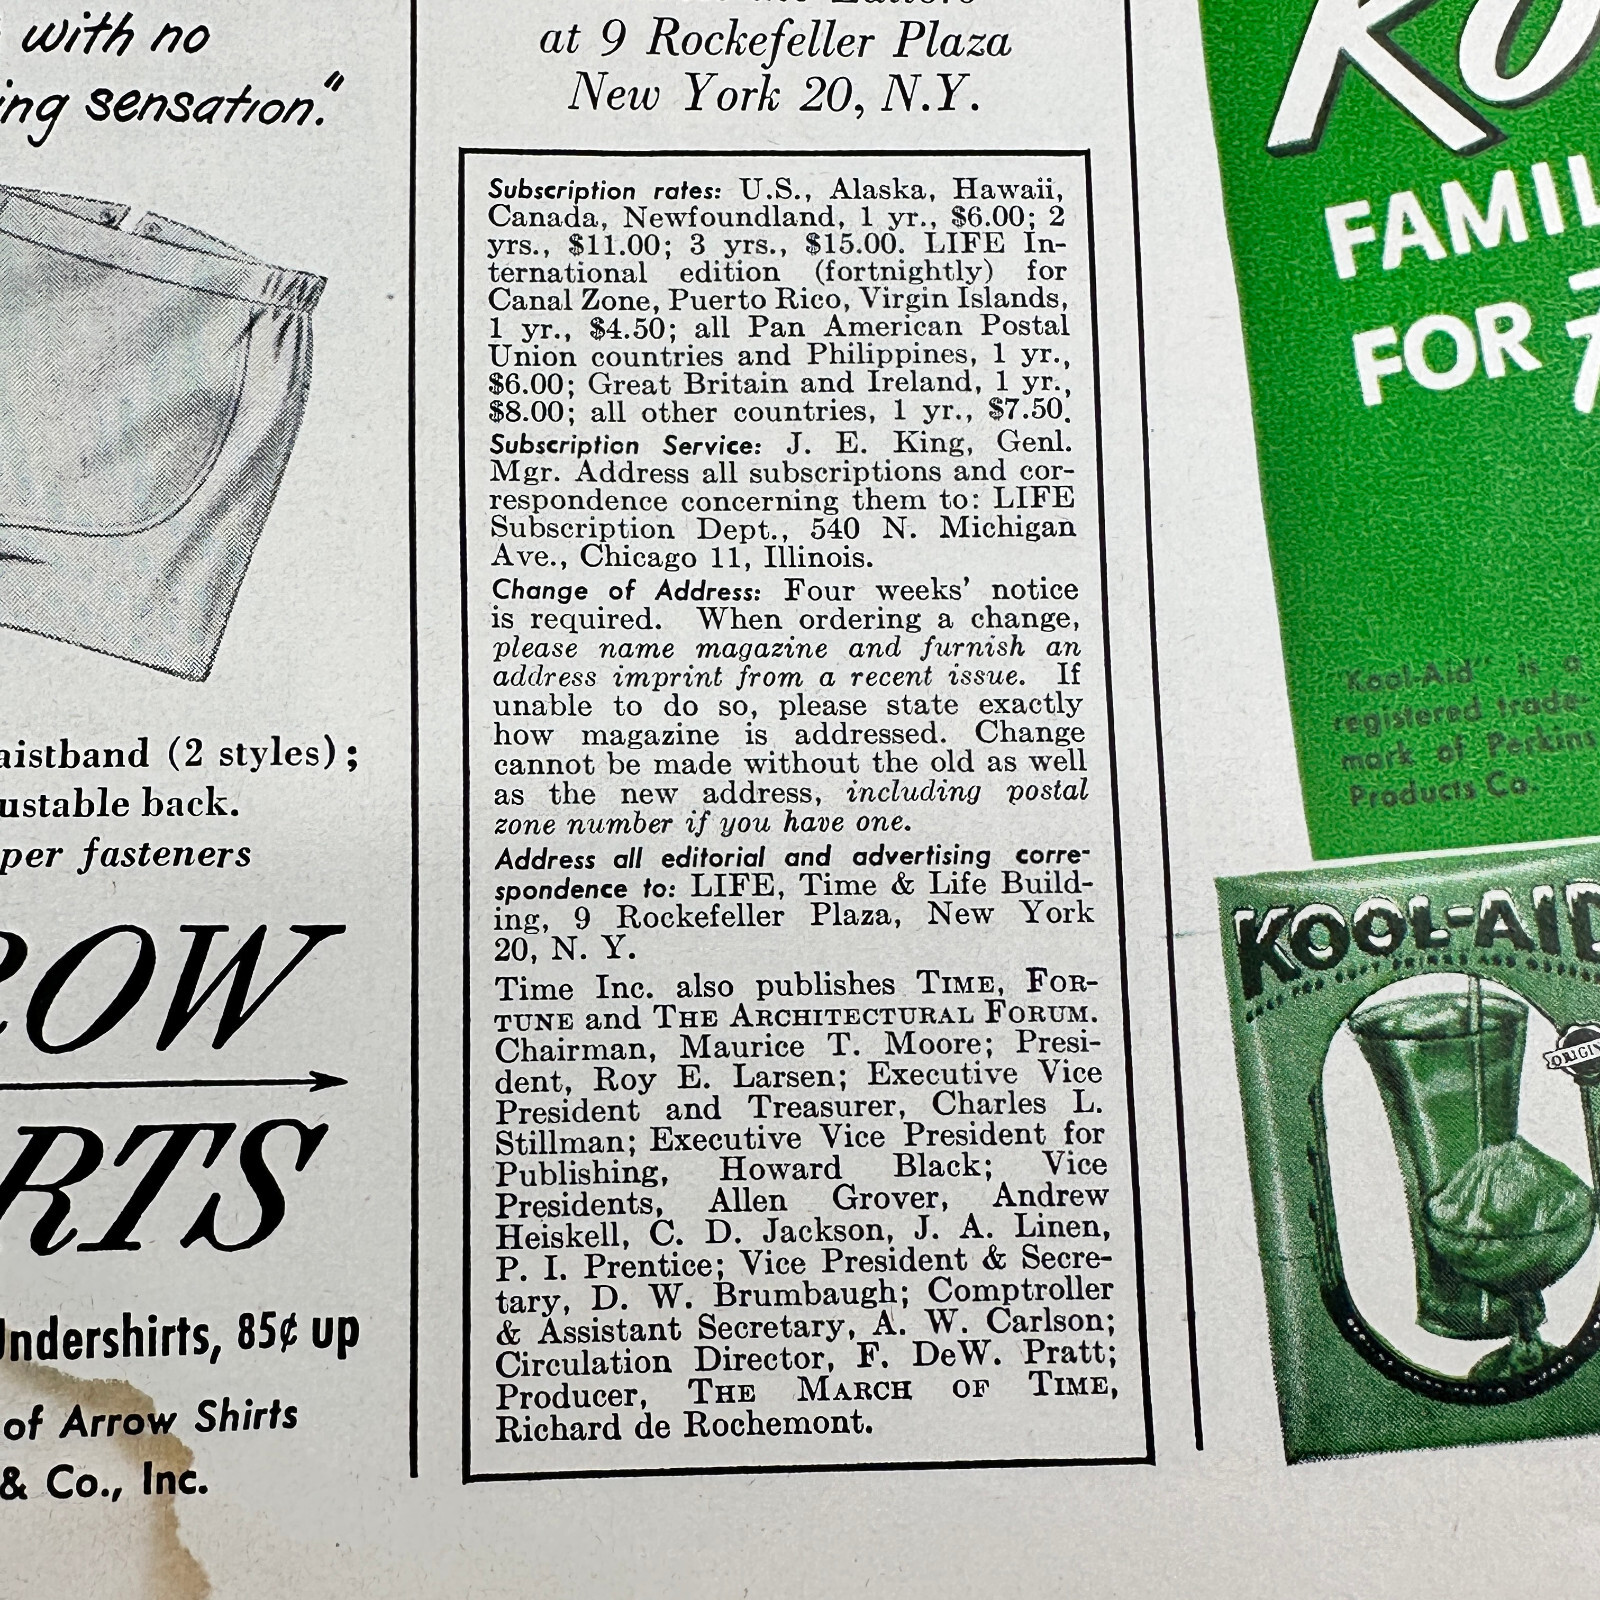 with no
ing sensation."
aistband (2 styles);
ustable back.
per fasteners
ROW
RTS
Undershirts, 85¢ up
of Arrow Shirts
& Co., Inc.
at 9 Rockefeller Plaza
New York 20, N.Y.
Subscription rates: U.S., Alaska, Hawaii,
Canada, Newfoundland, 1 yr., $6.00; 2
yrs., $11.00; 3 yrs., $15.00. LIFE In-
ternational edition (fortnightly) for
Canal Zone, Puerto Rico, Virgin Islands,
1 yr., $4.50; all Pan American Postal
Union countries and Philippines, 1 yr.,
$6.00; Great Britain and Ireland, 1 yr.,
$8.00; all other countries, 1 yr., $7.50.
Subscription Service: J. E. King, Genl.
Mgr. Address all subscriptions and cor-
respondence concerning them to: LIFE
Subscription Dept., 540 N. Michigan
Ave., Chicago 11, Illinois.
Change of Address: Four weeks' notice
is required. When ordering a change,
please name magazine and furnish an
address imprint from a recent issue. If
unable to do so, please state exactly
how magazine is addressed. Change
cannot be made without the old as well
as the new address, including postal
zone number if you have one.
Address all editorial and advertising corre-
spondence to: LIFE, Time & Life Build-
ing, 9 Rockefeller Plaza, New York
20, N. Y.
Time Inc. also publishes TIME, FOR-
TUNE and THE ARCHITECTURAL FORUM.
Chairman, Maurice T. Moore; Presi-
dent, Roy E. Larsen; Executive Vice
President and Treasurer, Charles L.
Stillman; Executive Vice President for
Publishing, Howard Black; Vice
Presidents, Allen Grover, Andrew
Heiskell, C. D. Jackson, J. A. Linen,
P. I. Prentice; Vice President & Secre-
tary, D. W. Brumbaugh; Comptroller
& Assistant Secretary, A. W. Carlson;
Circulation Director, F. DeW. Pratt;
Producer, THE MARCH OF TIME,
Richard de Rochemont.
Ko
FAMIL
FOR
"Kool-Aid" is a
registered trade-
mark of Perkins
Products Co.
KOOL-AID
ORIGIN